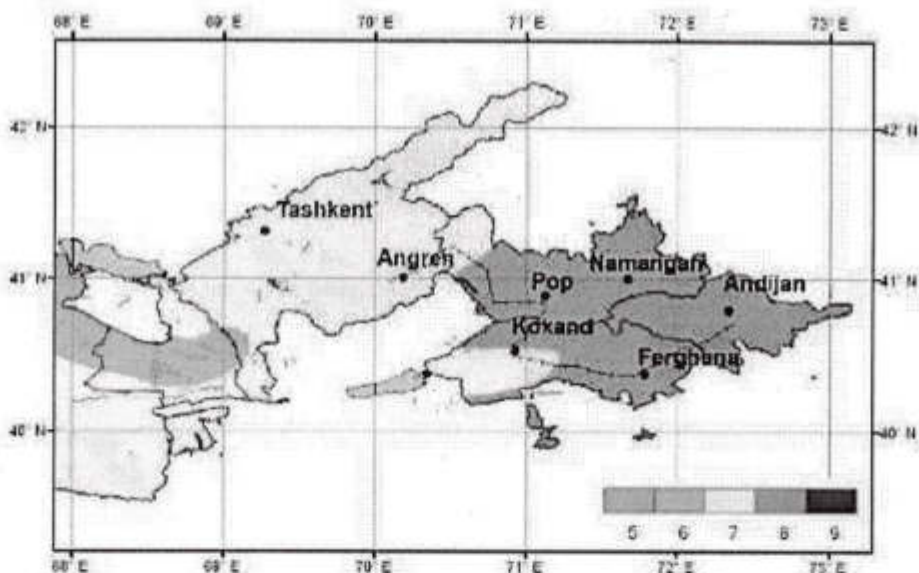 68° E 69° E 70° E 71° E 72° E 73° E
42° N 42° N
Tashkent
Angren Namangan
41° N 41° N
Pop Andijan
Kokand
Ferghana
40° N 40° N
5 6 7 8 9
68° E 69° E 70° E 71° E 72° E 73° E